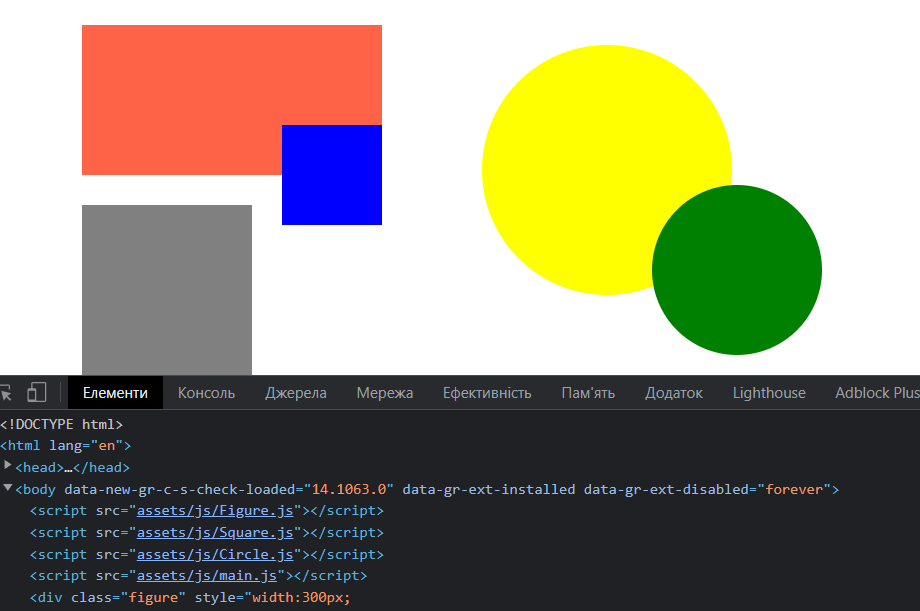 Елементи Консоль Джерела Мережа Ефективність Пам'ять Додаток Lighthouse Adblock Plus
<!DOCTYPE html>
<html lang="en">
<head>…</head>
<body data-new-gr-c-s-check-loaded="14.1063.0" data-gr-ext-installed data-gr-ext-disabled="forever">
<script src="assets/js/Figure.js"></script>
<script src="assets/js/Square.js"></script>
<script src="assets/js/Circle.js"></script>
<script src="assets/js/main.js"></script>
<div class="figure" style="width:300px;